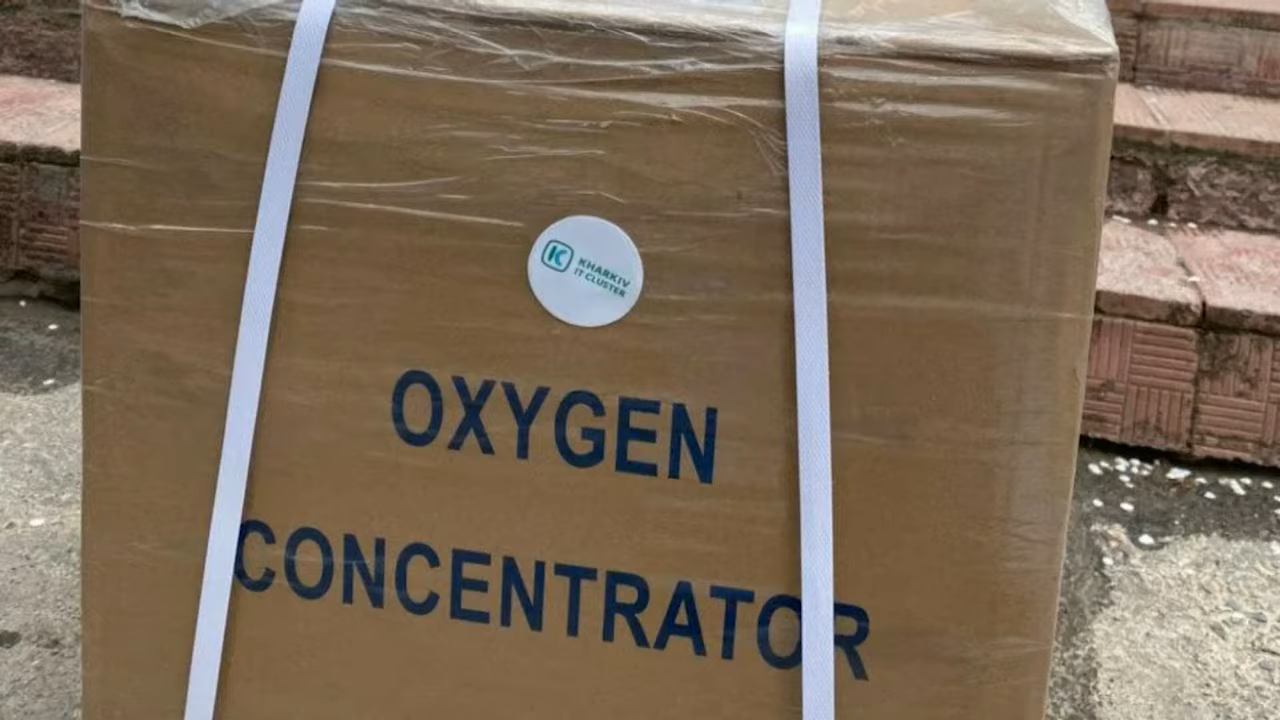 K
KHARKIV
IT CLUSTER
OXYGEN
CONCENTRATOR